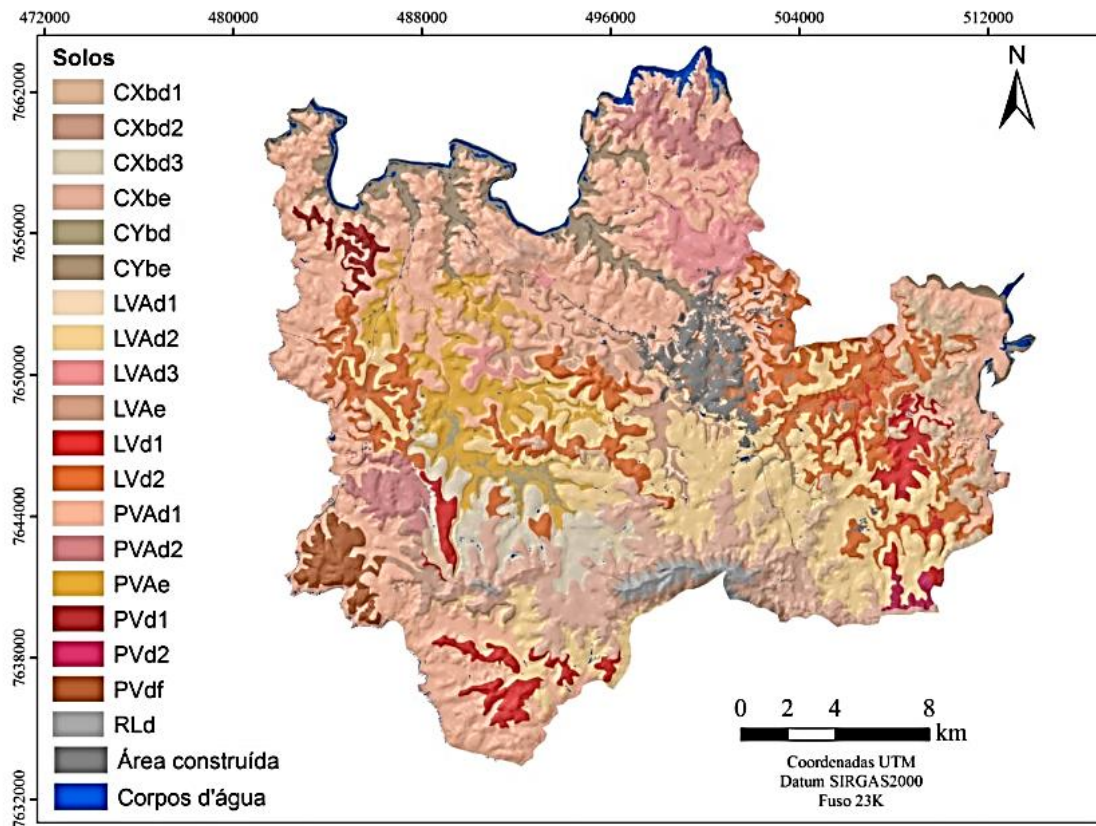 472000
480000
488000
496000
504000
512000
7662000
7656000
7650000
7644000
7638000
7632000
Solos
CXbd1
CXbd2
CXbd3
CXbe
CYbd
CYbe
LVAd1
LVAd2
LVAd3
LVAe
LVd1
LVd2
PVAd1
PVAd2
PVAe
PVd1
PVd2
PVdf
RLd
Área construída
Corpos d'água
N
0 2 4 8
km
Coordenadas UTM
Datum SIRGAS2000
Fuso 23K